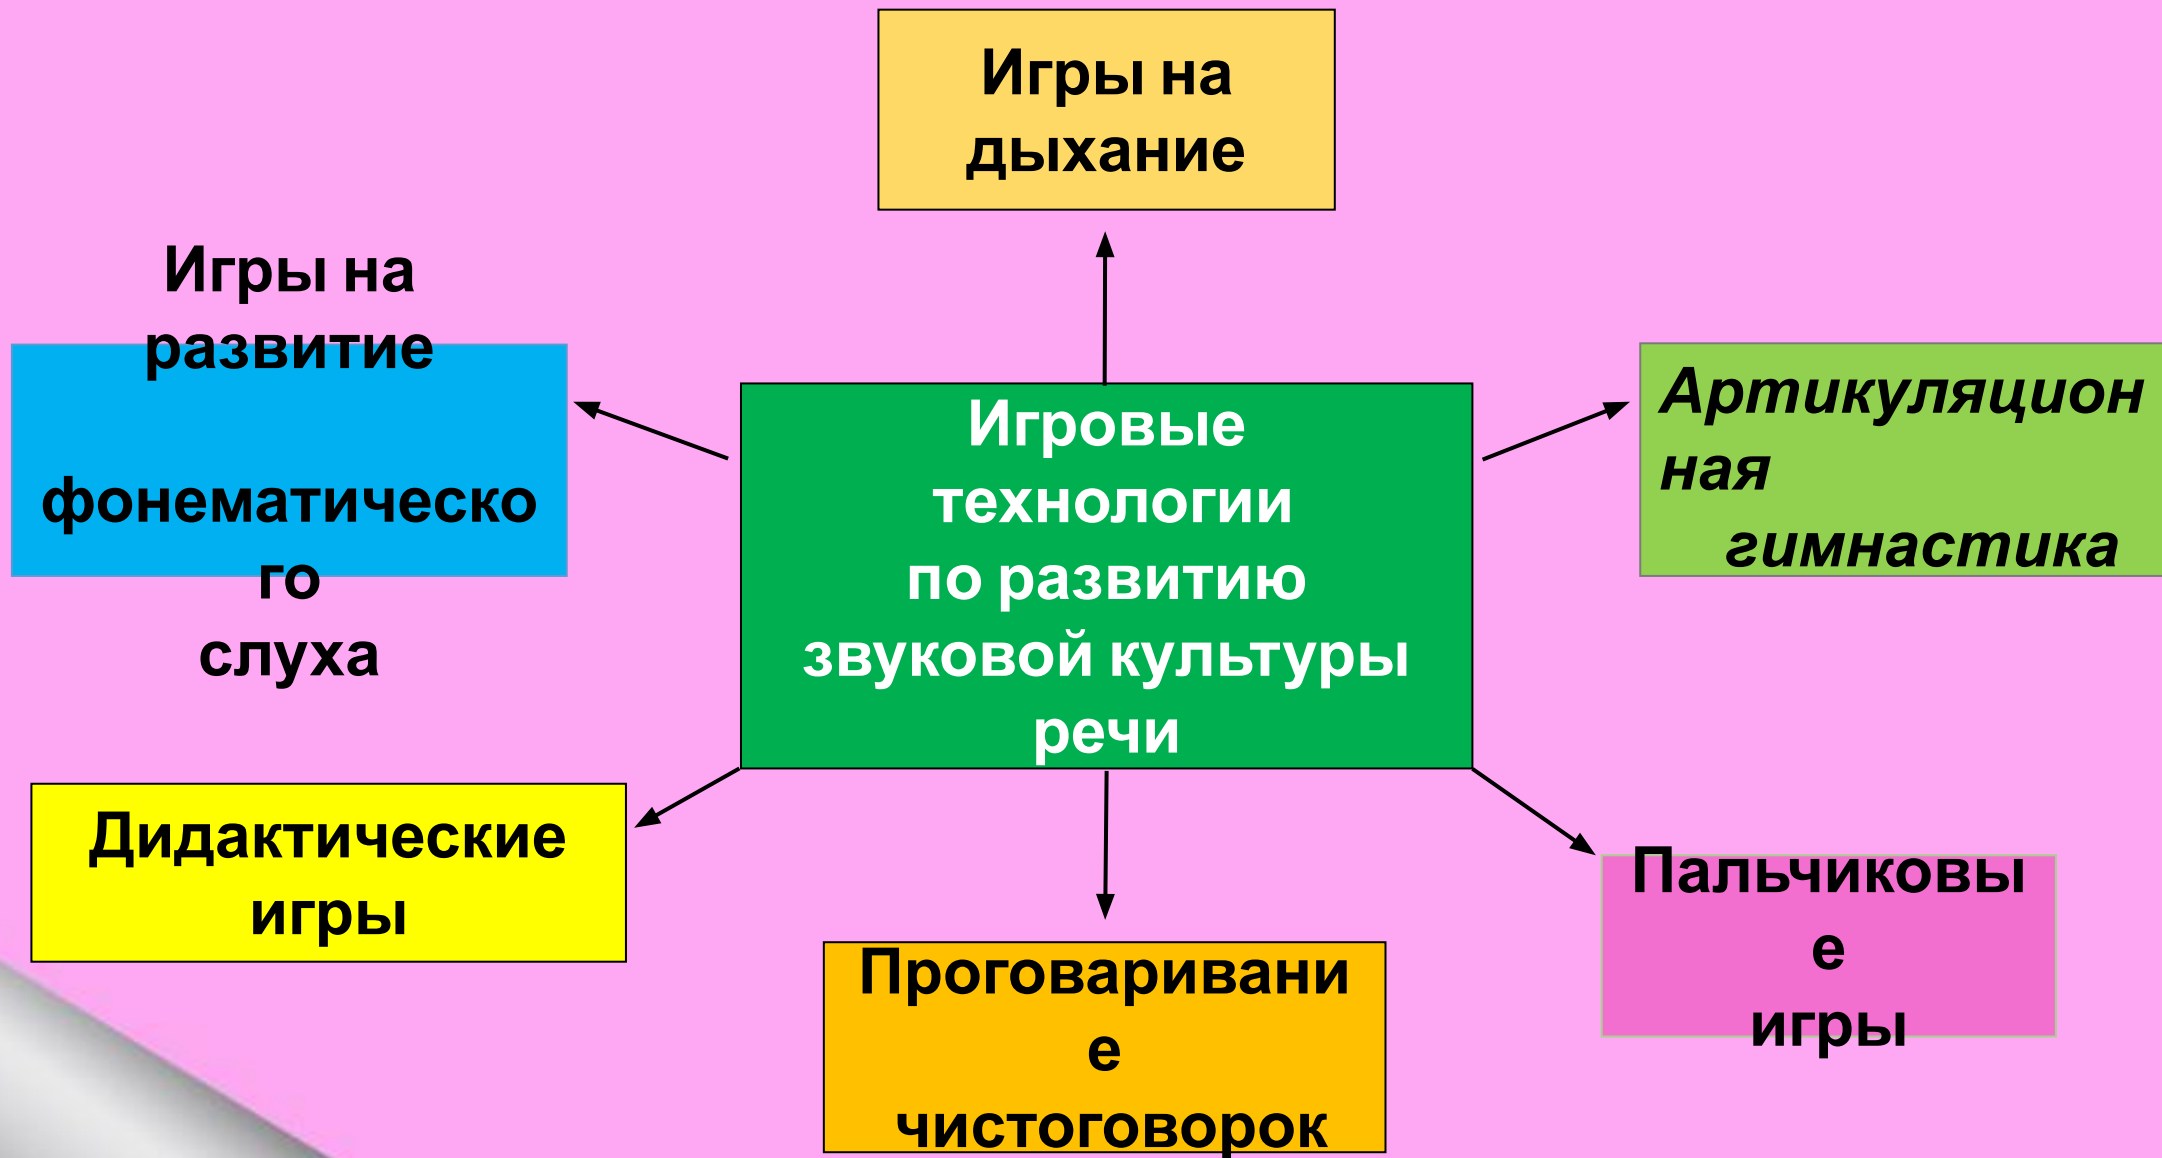 Игры на
дыхание
Игры на
развитие
фонематическо
го
слуха
Игровые
технологии
по развитию
звуковой культуры
речи
Артикуляцион
ная
гимнастика
Дидактические
игры
Проговаривани
е
чистоговорок
Пальчиковы
е
игры